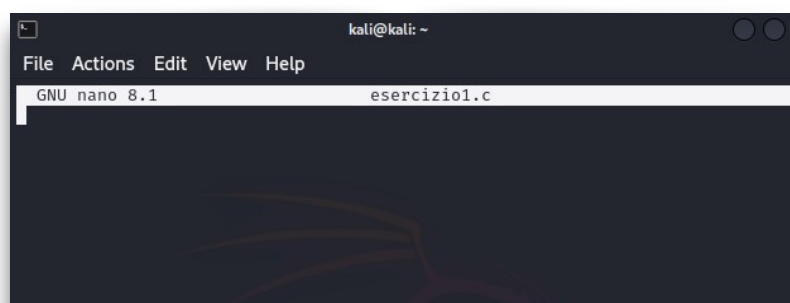 kali@kali: ~
File Actions Edit View Help
GNU nano 8.1 esercizio1.c